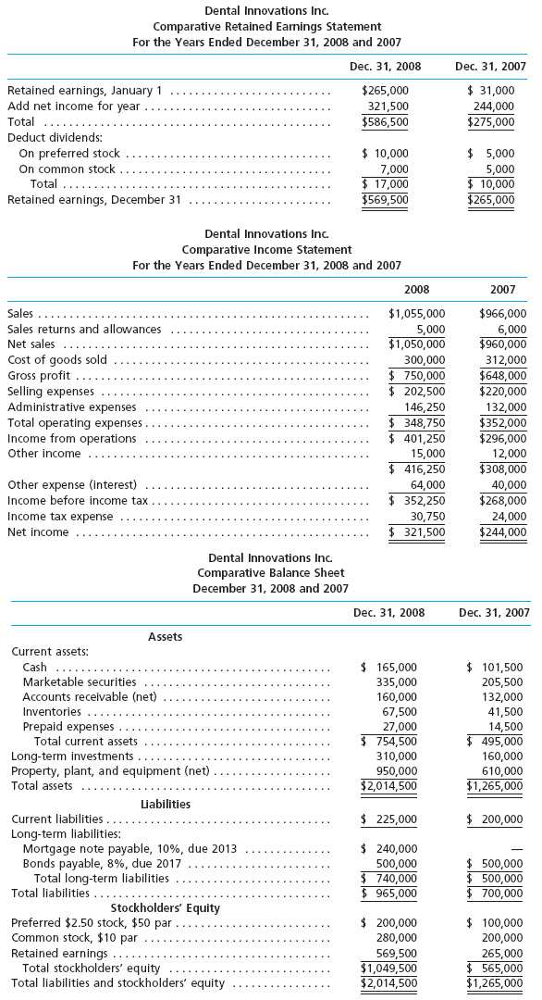 Dental Innovations Inc.
Comparative Retained Earnings Statement
For the Years Ended December 31, 2008 and 2007
Dec. 31, 2008 Dec. 31, 2007
Retained earnings, January 1 .......................... $265,000 $ 31,000
Add net income for year .............................. 321,500 244,000
Total .............................................. $586,500 $275,000
Deduct dividends:
On preferred stock ................................. $ 10,000 $ 5,000
On common stock .................................. 7,000 5,000
Total ........................................... $ 17,000 $ 10,000
Retained earnings, December 31 ....................... $569,500 $265,000
Dental Innovations Inc.
Comparative Income Statement
For the Years Ended December 31, 2008 and 2007
2008 2007
Sales ..................................................... $1,055,000 $966,000
Sales returns and allowances ................................ 5,000 6,000
Net sales ................................................. $1,050,000 $960,000
Cost of goods sold ......................................... 300,000 312,000
Gross profit ............................................... $ 750,000 $648,000
Selling expenses ........................................... $ 202,500 $220,000
Administrative expenses .................................... 146,250 132,000
Total operating expenses .................................... $ 348,750 $352,000
Income from operations .................................... $ 401,250 $296,000
Other income ............................................. 15,000 12,000
$ 416,250 $308,000
Other expense (interest) .................................... 64,000 40,000
Income before income tax ................................... $ 352,250 $268,000
Income tax expense ........................................ 30,750 24,000
Net income ............................................... $ 321,500 $244,000
Dental Innovations Inc.
Comparative Balance Sheet
December 31, 2008 and 2007
Dec. 31, 2008 Dec. 31, 2007
Assets
Current assets:
Cash ............................................ $ 165,000 $ 101,500
Marketable securities .............................. 335,000 205,500
Accounts receivable (net) ........................... 160,000 132,000
Inventories ....................................... 67,500 41,500
Prepaid expenses .................................. 27,000 14,500
Total current assets .............................. $ 754,500 $ 495,000
Long-term investments ............................... 310,000 160,000
Property, plant, and equipment (net) ................... 950,000 610,000
Total assets ........................................ $2,014,500 $1,265,000
Liabilities
Current liabilities .................................... $ 225,000 $ 200,000
Long-term liabilities:
Mortgage note payable, 10%, due 2013 .............. $ 240,000 —
Bonds payable, 8%, due 2017 ....................... 500,000 $ 500,000
Total long-term liabilities ......................... $ 740,000 $ 500,000
Total liabilities ...................................... $ 965,000 $ 700,000
Stockholders' Equity
Preferred $2.50 stock, $50 par ......................... $ 200,000 $ 100,000
Common stock, $10 par .............................. 280,000 200,000
Retained earnings ................................... 569,500 265,000
Total stockholders' equity .......................... $1,049,500 $ 565,000
Total liabilities and stockholders' equity ................ $2,014,500 $1,265,000